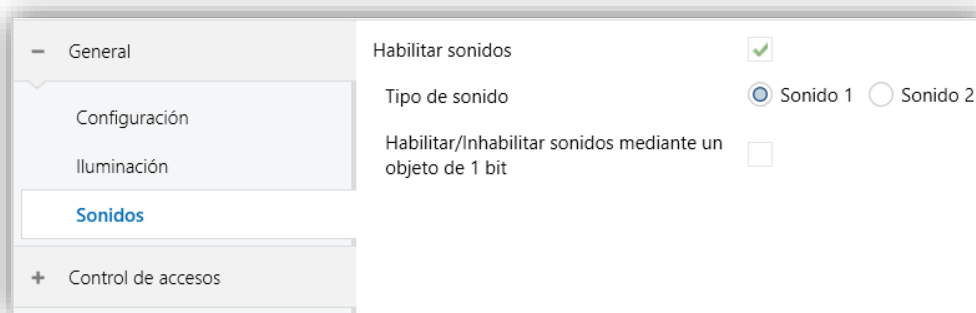 General
Configuración
Iluminación
Sonidos
Control de accesos
Habilitar sonidos
Tipo de sonido
Sonido 1
Sonido 2
Habilitar/Inhabilitar sonidos mediante un
objeto de 1 bit